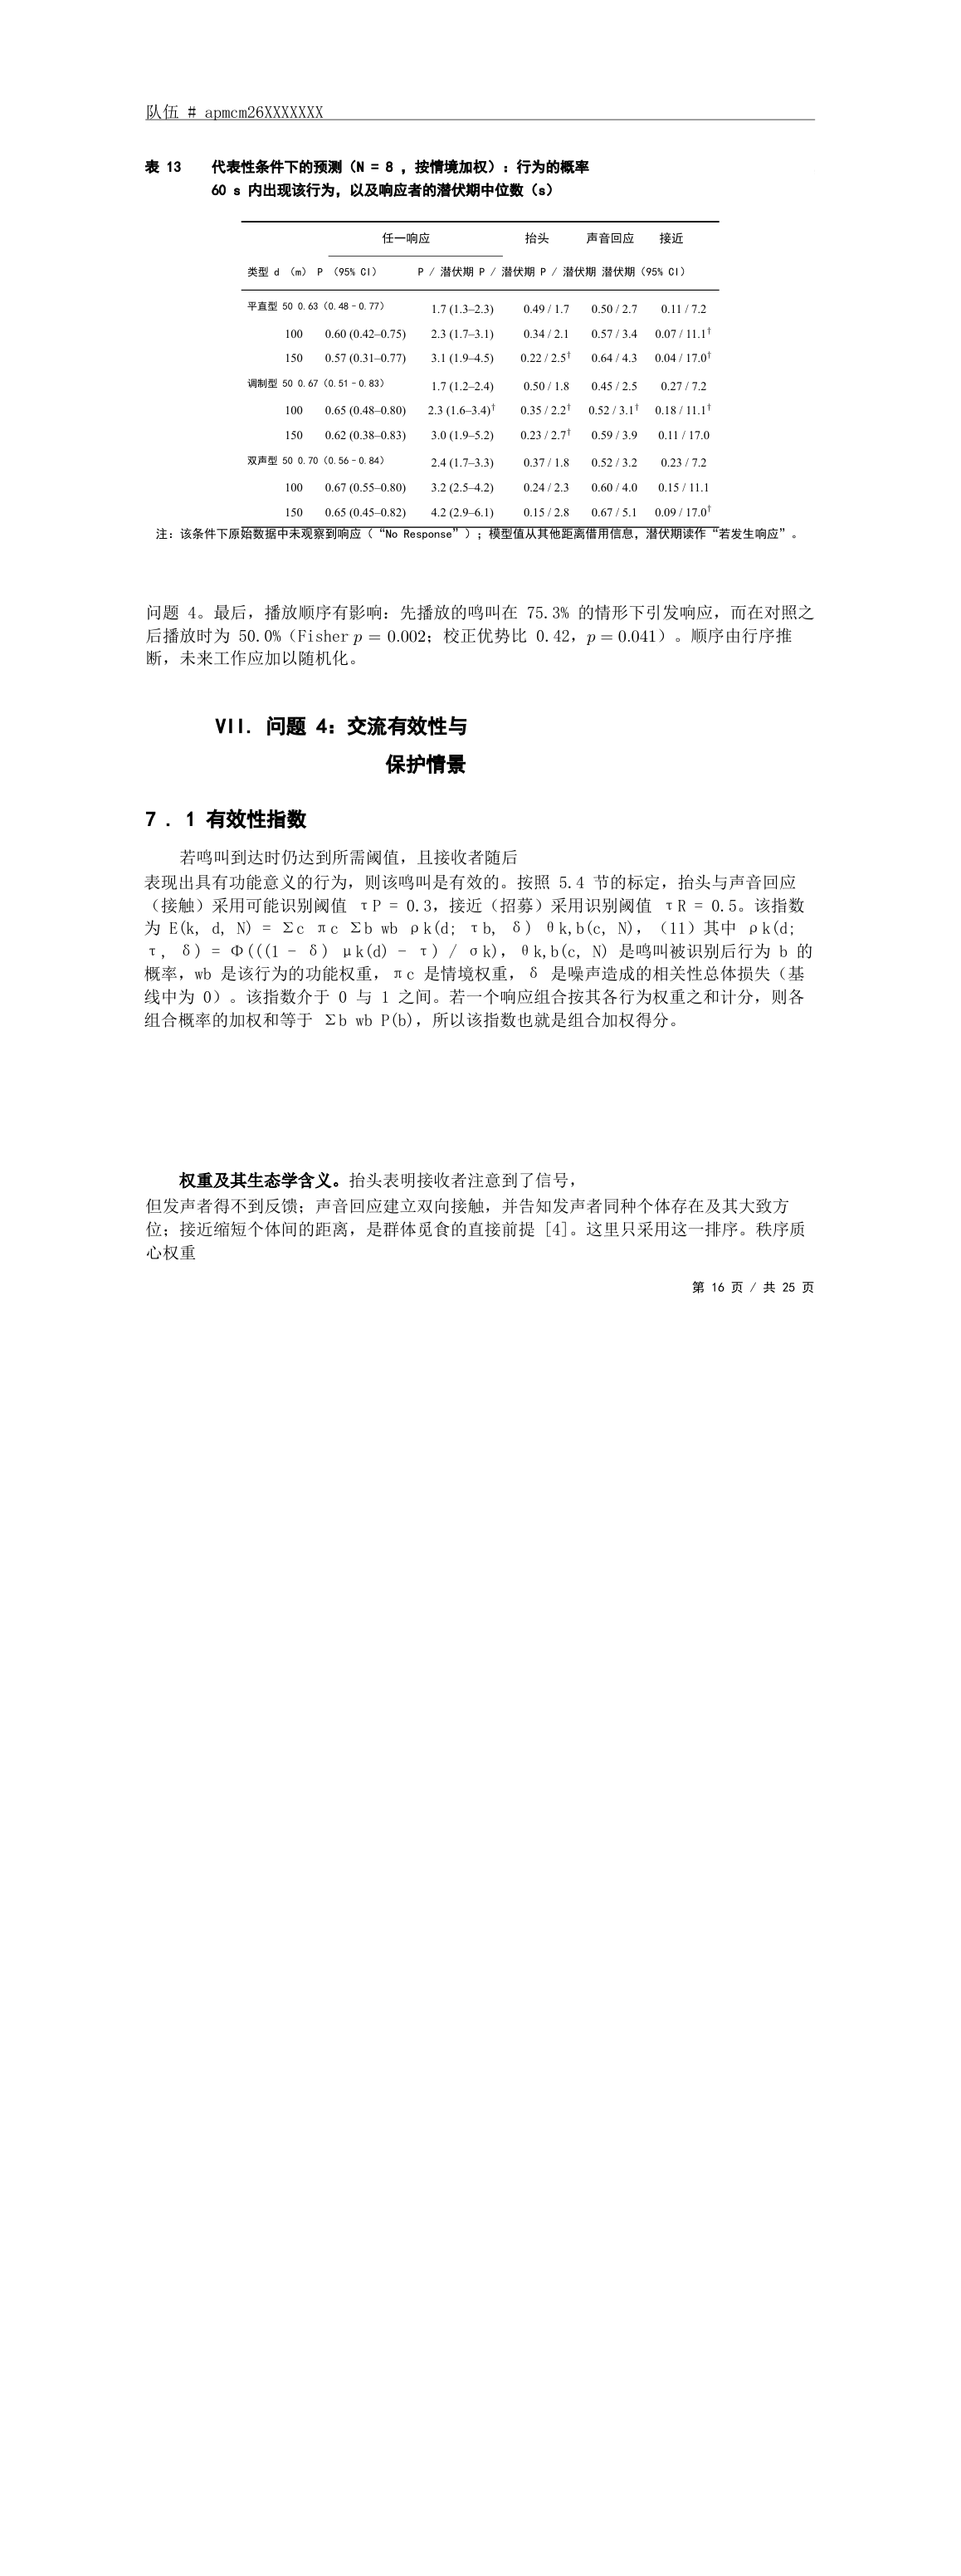 队伍 # apmcm26XXXXXXX
表 13 代表性条件下的预测（N = 8 ，按情境加权）：行为的概率
60 s 内出现该行为，以及响应者的潜伏期中位数（s）
任一响应 抬头 声音回应 接近
类型 d （m） P （95% CI） P / 潜伏期 P / 潜伏期 P / 潜伏期 潜伏期（95% CI）
平直型 50 0.63（0.48–0.77） 1.7 (1.3–2.3) 0.49 / 1.7 0.50 / 2.7 0.11 / 7.2
100 0.60 (0.42–0.75) 2.3 (1.7–3.1) 0.34 / 2.1 0.57 / 3.4 0.07 / 11.1†
150 0.57 (0.31–0.77) 3.1 (1.9–4.5) 0.22 / 2.5† 0.64 / 4.3 0.04 / 17.0†
调制型 50 0.67（0.51–0.83） 1.7 (1.2–2.4) 0.50 / 1.8 0.45 / 2.5 0.27 / 7.2
100 0.65 (0.48–0.80) 2.3 (1.6–3.4)† 0.35 / 2.2† 0.52 / 3.1† 0.18 / 11.1†
150 0.62 (0.38–0.83) 3.0 (1.9–5.2) 0.23 / 2.7† 0.59 / 3.9 0.11 / 17.0
双声型 50 0.70（0.56–0.84） 2.4 (1.7–3.3) 0.37 / 1.8 0.52 / 3.2 0.23 / 7.2
100 0.67 (0.55–0.80) 3.2 (2.5–4.2) 0.24 / 2.3 0.60 / 4.0 0.15 / 11.1
150 0.65 (0.45–0.82) 4.2 (2.9–6.1) 0.15 / 2.8 0.67 / 5.1 0.09 / 17.0†
注：该条件下原始数据中未观察到响应（“No Response”）；模型值从其他距离借用信息，潜伏期读作“若发生响应”。
问题 4。最后，播放顺序有影响：先播放的鸣叫在 75.3% 的情形下引发响应，而在对照之
后播放时为 50.0%（Fisher p = 0.002；校正优势比 0.42，p = 0.041）。顺序由行序推
断，未来工作应加以随机化。
VII. 问题 4：交流有效性与
保护情景
7 . 1 有效性指数
若鸣叫到达时仍达到所需阈值，且接收者随后
表现出具有功能意义的行为，则该鸣叫是有效的。按照 5.4 节的标定，抬头与声音回应
（接触）采用可能识别阈值 τP = 0.3，接近（招募）采用识别阈值 τR = 0.5。该指数
为 E(k, d, N) = Σc πc Σb wb ρk(d; τb, δ) θk,b(c, N)，（11）其中 ρk(d;
τ, δ) = Φ(((1 − δ) μk(d) − τ) / σk)，θk,b(c, N) 是鸣叫被识别后行为 b 的
概率，wb 是该行为的功能权重，πc 是情境权重，δ 是噪声造成的相关性总体损失（基
线中为 0）。该指数介于 0 与 1 之间。若一个响应组合按其各行为权重之和计分，则各
组合概率的加权和等于 Σb wb P(b)，所以该指数也就是组合加权得分。
权重及其生态学含义。抬头表明接收者注意到了信号，
但发声者得不到反馈；声音回应建立双向接触，并告知发声者同种个体存在及其大致方
位；接近缩短个体间的距离，是群体觅食的直接前提 [4]。这里只采用这一排序。秩序质
心权重
第 16 页 / 共 25 页